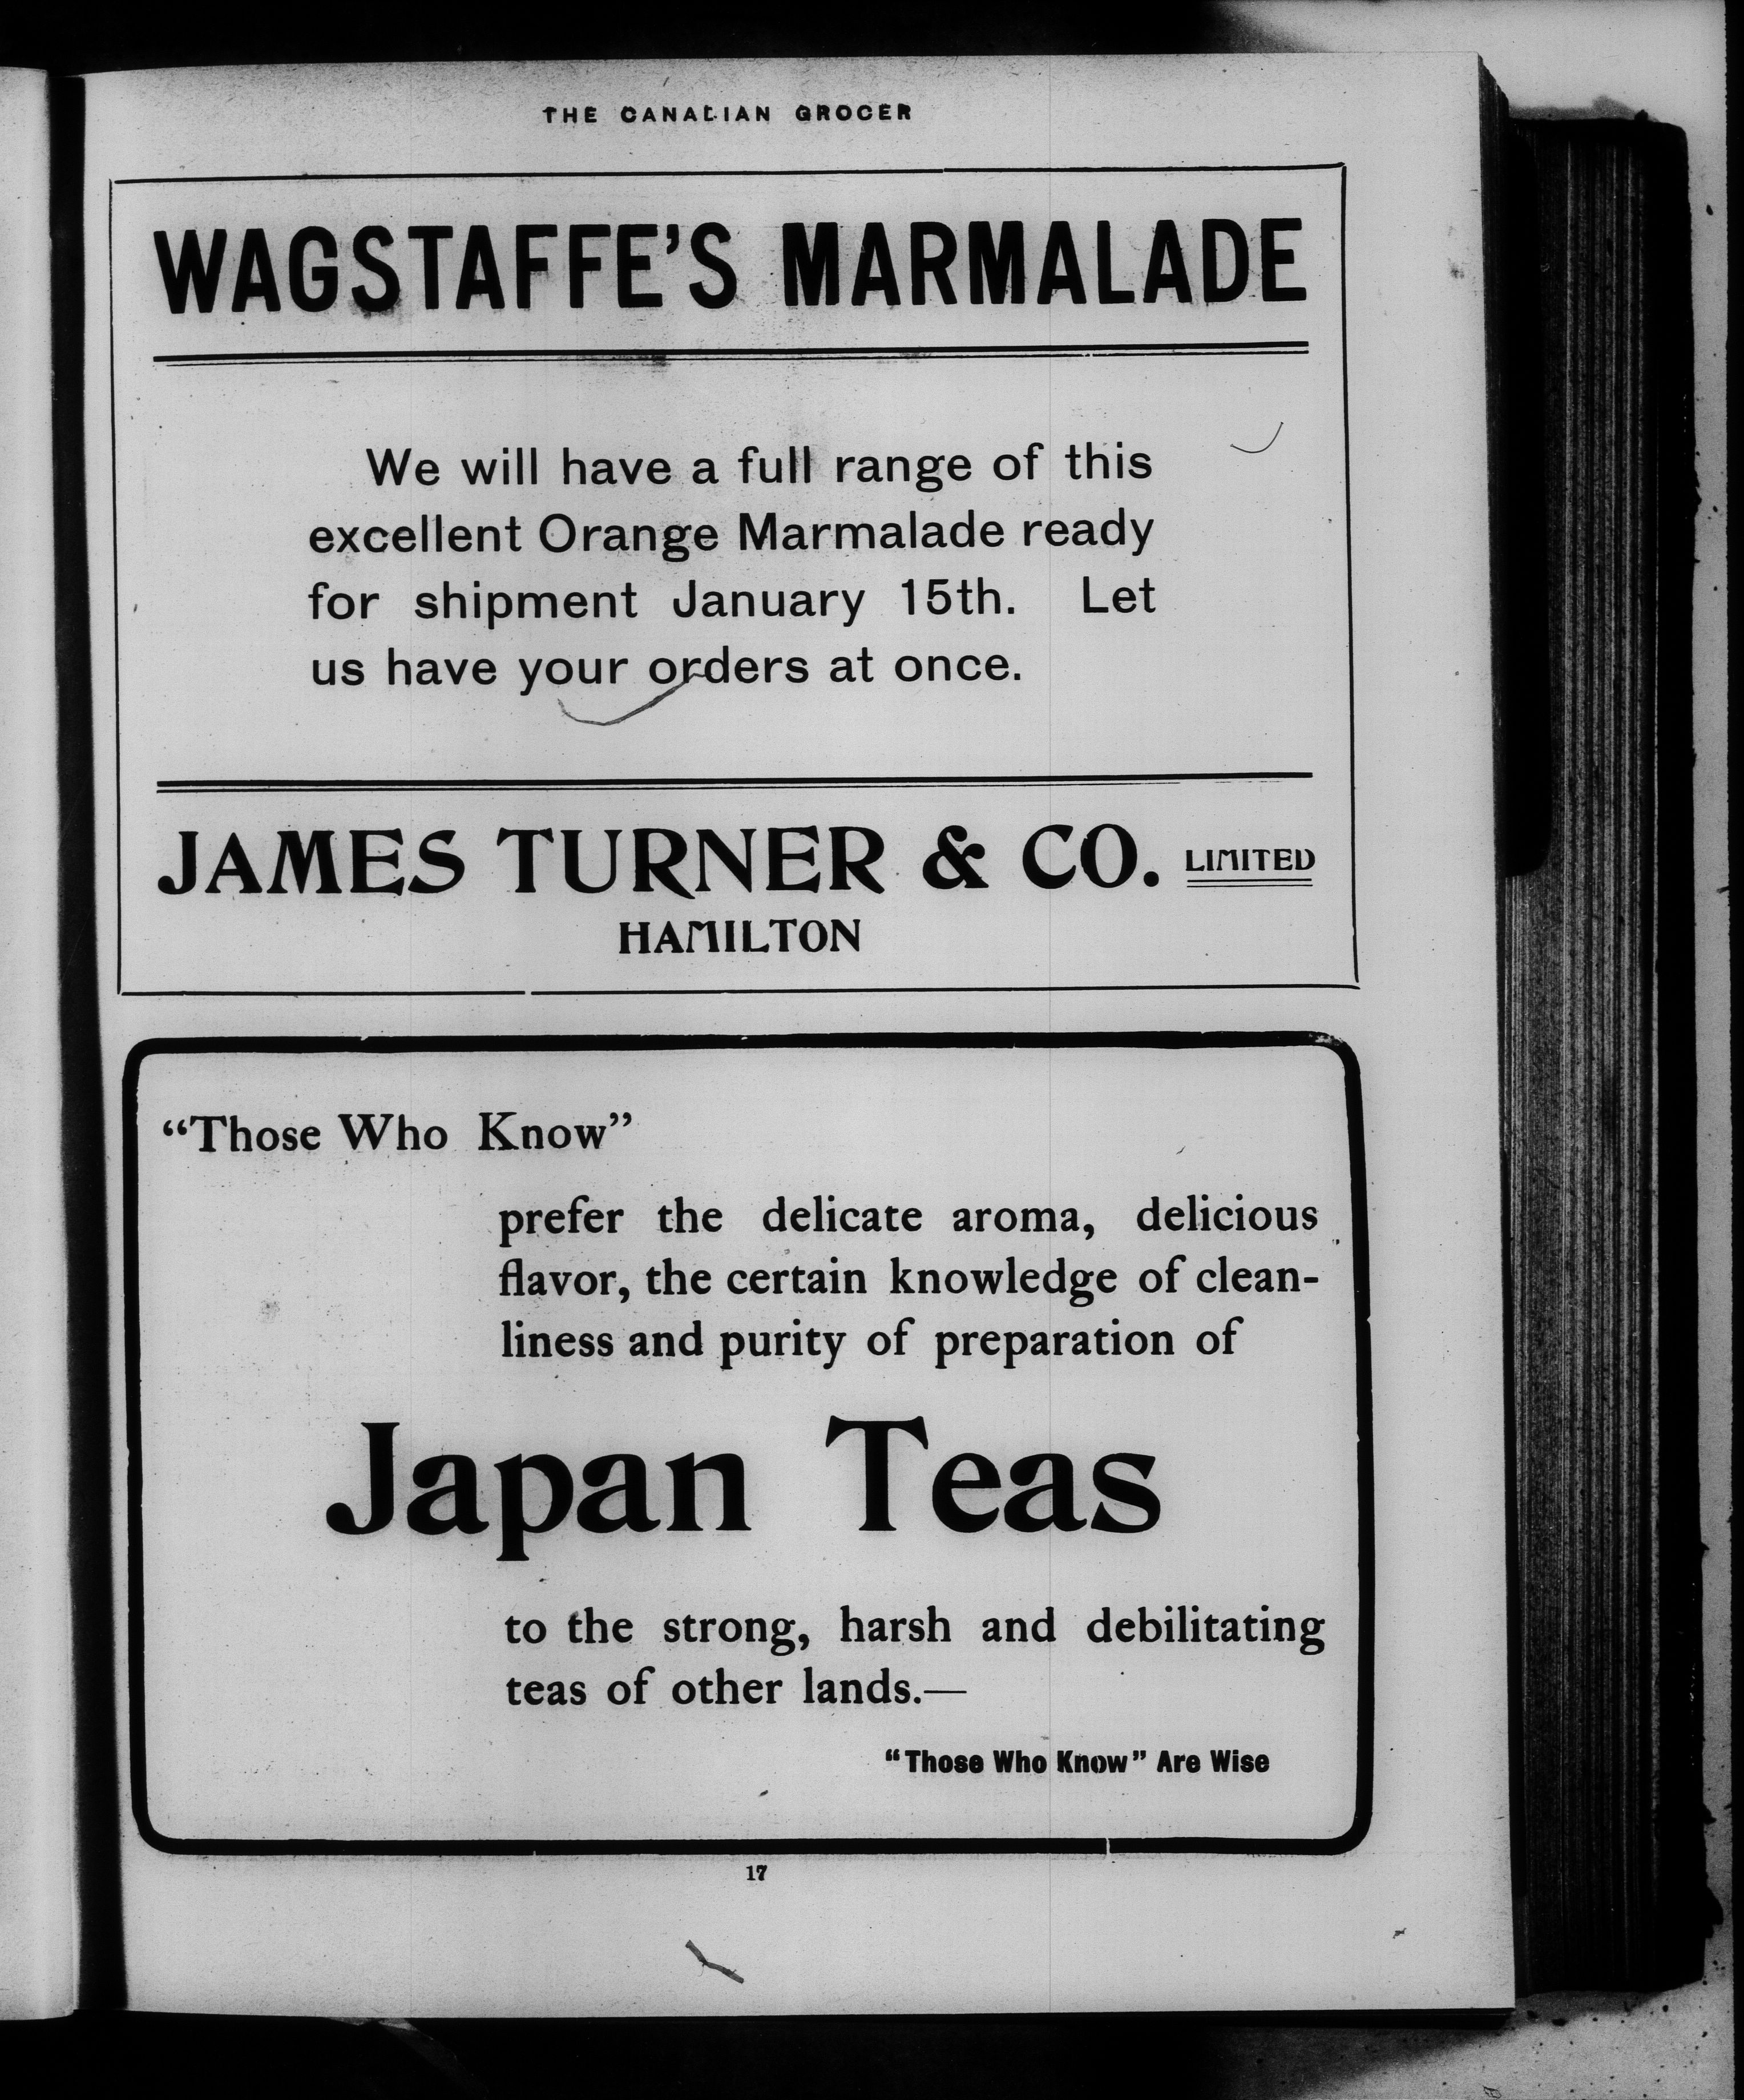 THE CANADIAN GROCER
WAGSTAFFE'S MARMALADE
We will have a full range of this
excellent Orange Marmalade ready
for shipment January 15th. Let
us have your orders at once.
JAMES TURNER & CO. LIMITED
HAMILTON
“Those Who Know”
prefer the delicate aroma, delicious
flavor, the certain knowledge of clean-
liness and purity of preparation of
Japan Teas
to the strong, harsh and debilitating
teas of other lands.—
“Those Who Know” Are Wise
17